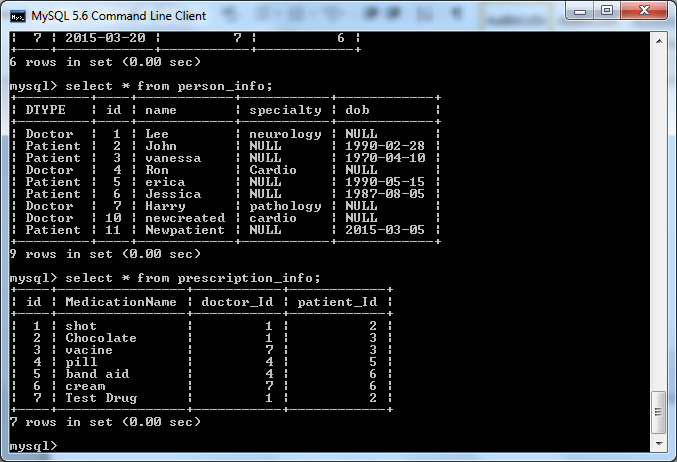 MySQL 5.6 Command Line Client
| 7 | 2015-03-20 | 7 | 6 |
+----+------------+-----------+------------+
6 rows in set (0.00 sec)
mysql> select * from person_info;
+---------+----+------------+-----------+------------+
| DTYPE | id | name | specialty | dob |
+---------+----+------------+-----------+------------+
| Doctor | 1 | Lee | neurology | NULL |
| Patient | 2 | John | NULL | 1990-02-28 |
| Patient | 3 | vanessa | NULL | 1970-04-10 |
| Doctor | 4 | Ron | Cardio | NULL |
| Patient | 5 | erica | NULL | 1990-05-15 |
| Patient | 6 | Jessica | NULL | 1987-08-05 |
| Doctor | 7 | Harry | pathology | NULL |
| Doctor | 10 | newcreated | cardio | NULL |
| Patient | 11 | Newpatient | NULL | 2015-03-05 |
+---------+----+------------+-----------+------------+
9 rows in set (0.00 sec)
mysql> select * from prescription_info;
+----+----------------+-----------+------------+
| id | MedicationName | doctor_Id | patient_Id |
+----+----------------+-----------+------------+
| 1 | shot | 1 | 2 |
| 2 | Chocolate | 1 | 3 |
| 3 | vacine | 7 | 3 |
| 4 | pill | 4 | 5 |
| 5 | band aid | 4 | 6 |
| 6 | cream | 7 | 6 |
| 7 | Test Drug | 1 | 2 |
+----+----------------+-----------+------------+
7 rows in set (0.00 sec)
mysql>